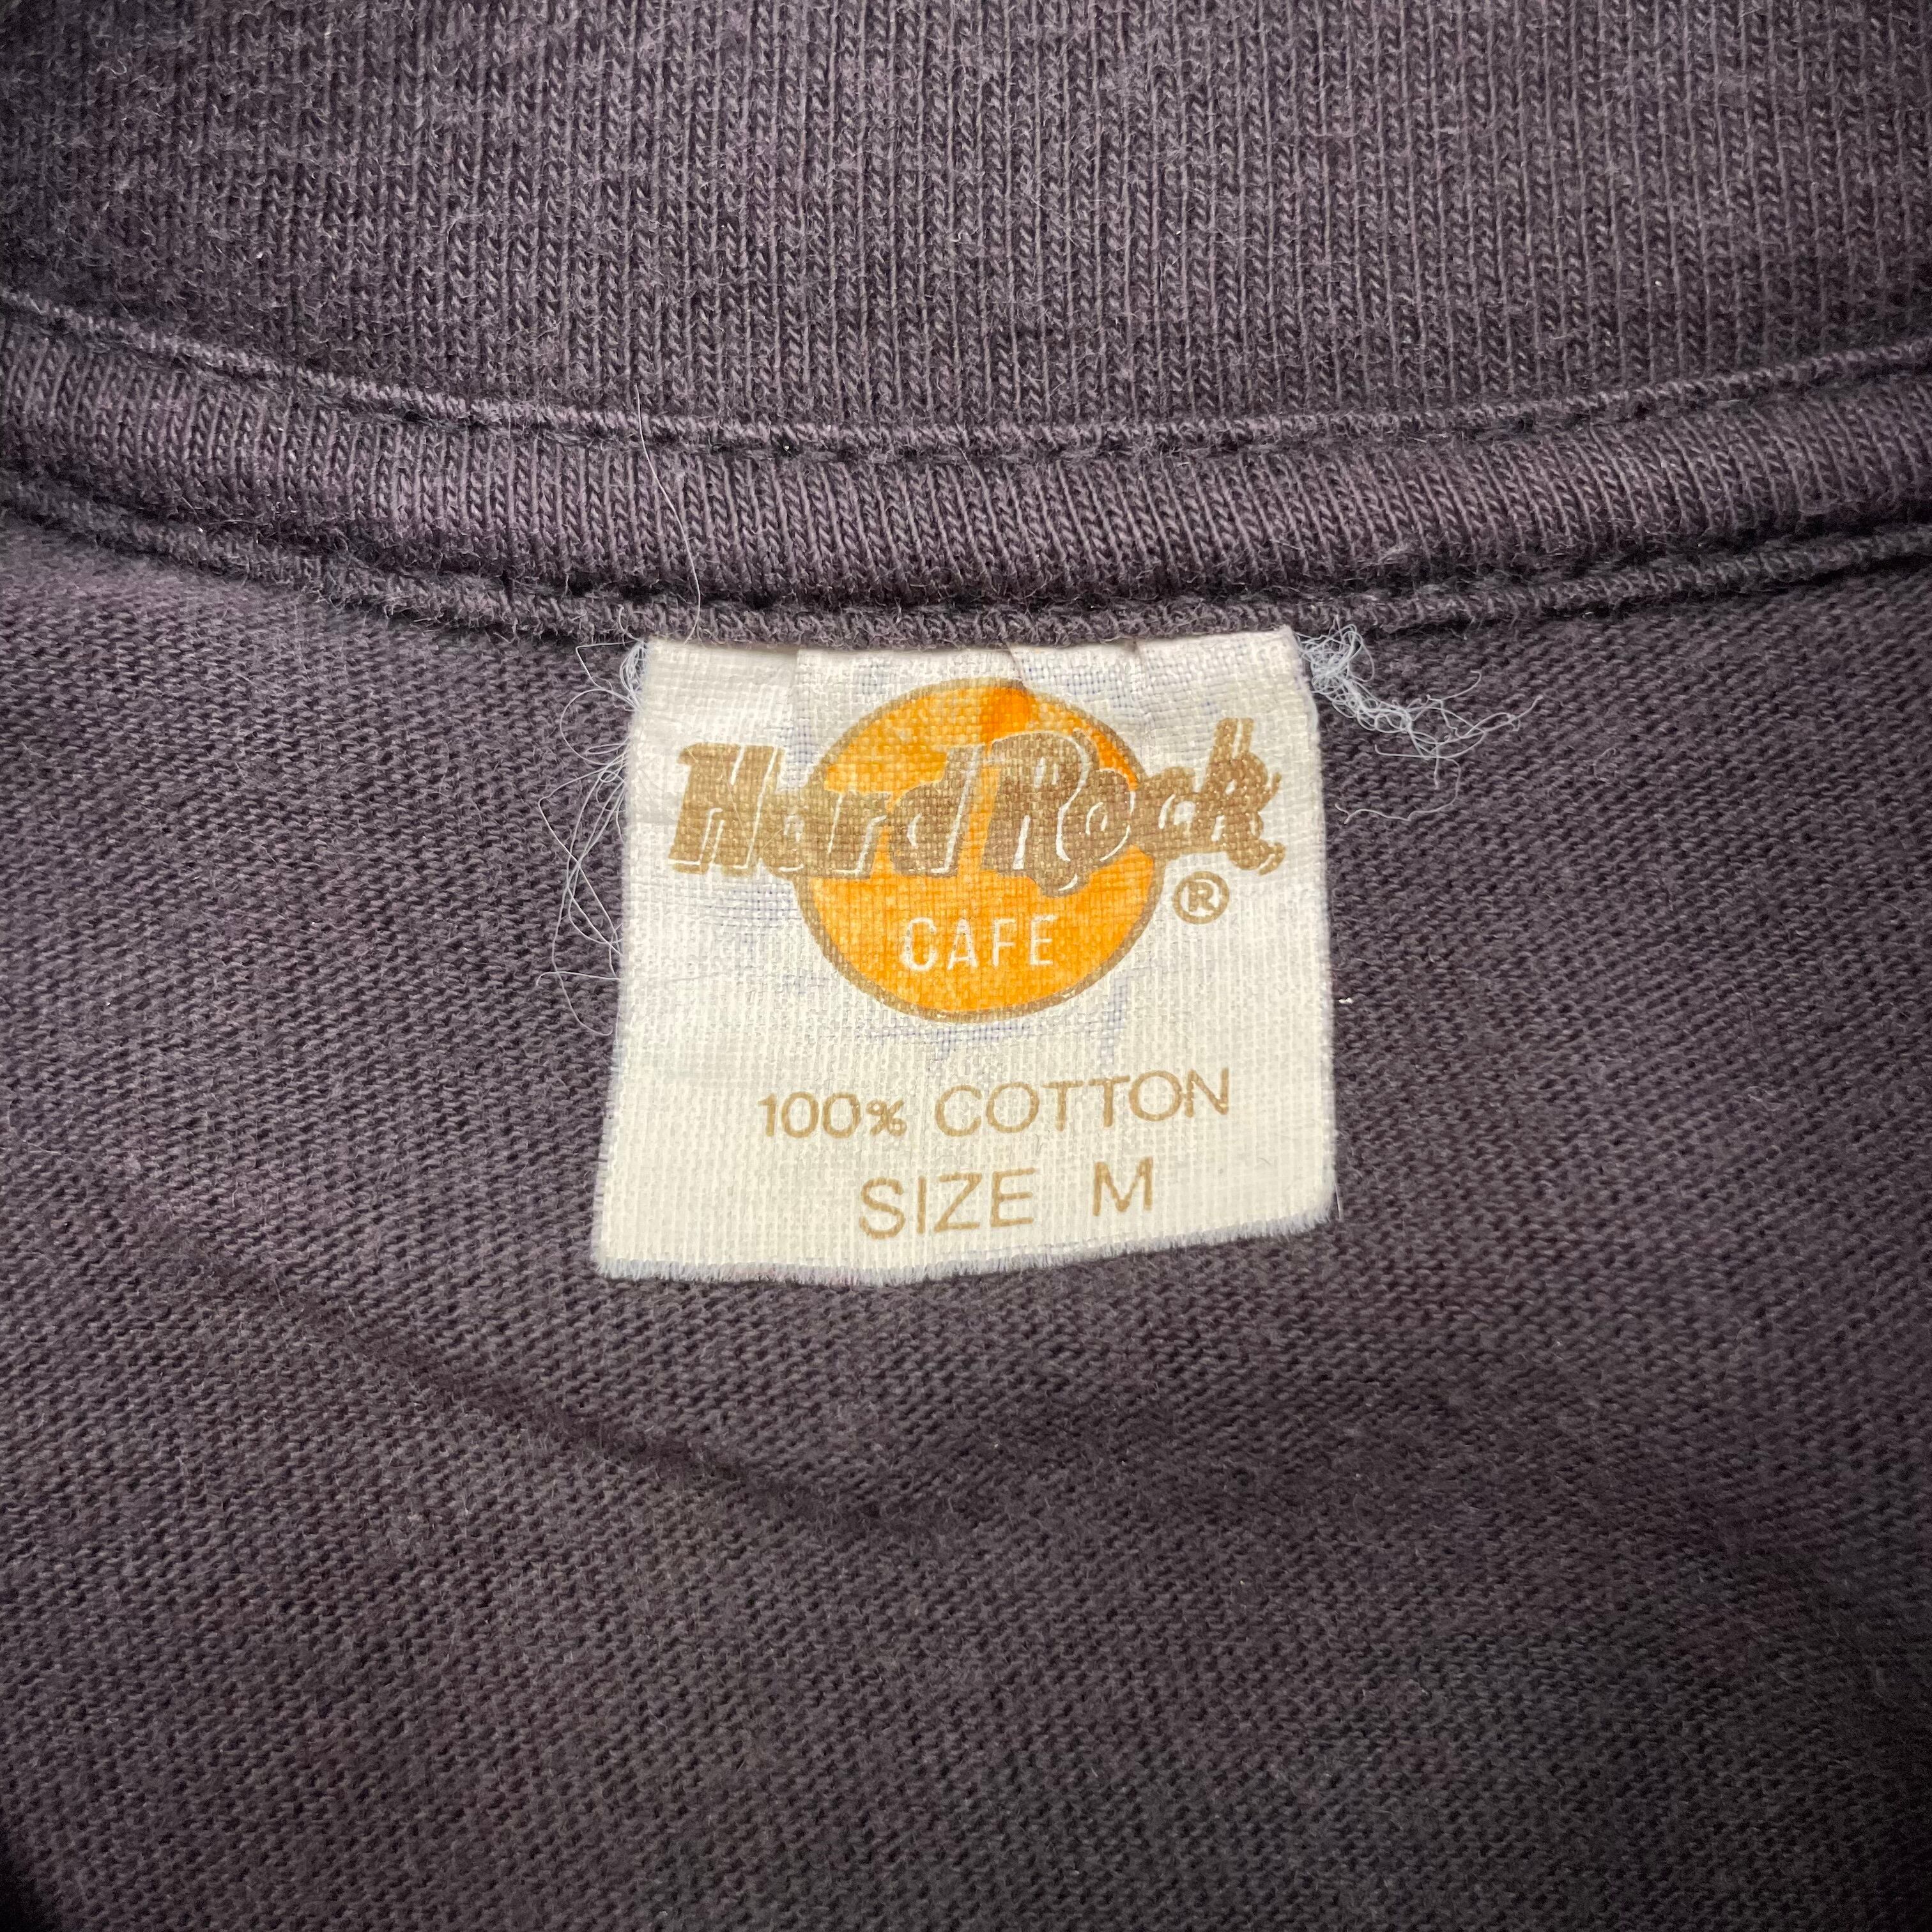 Hard Rock
CAFE
®
100% COTTON
SIZE M